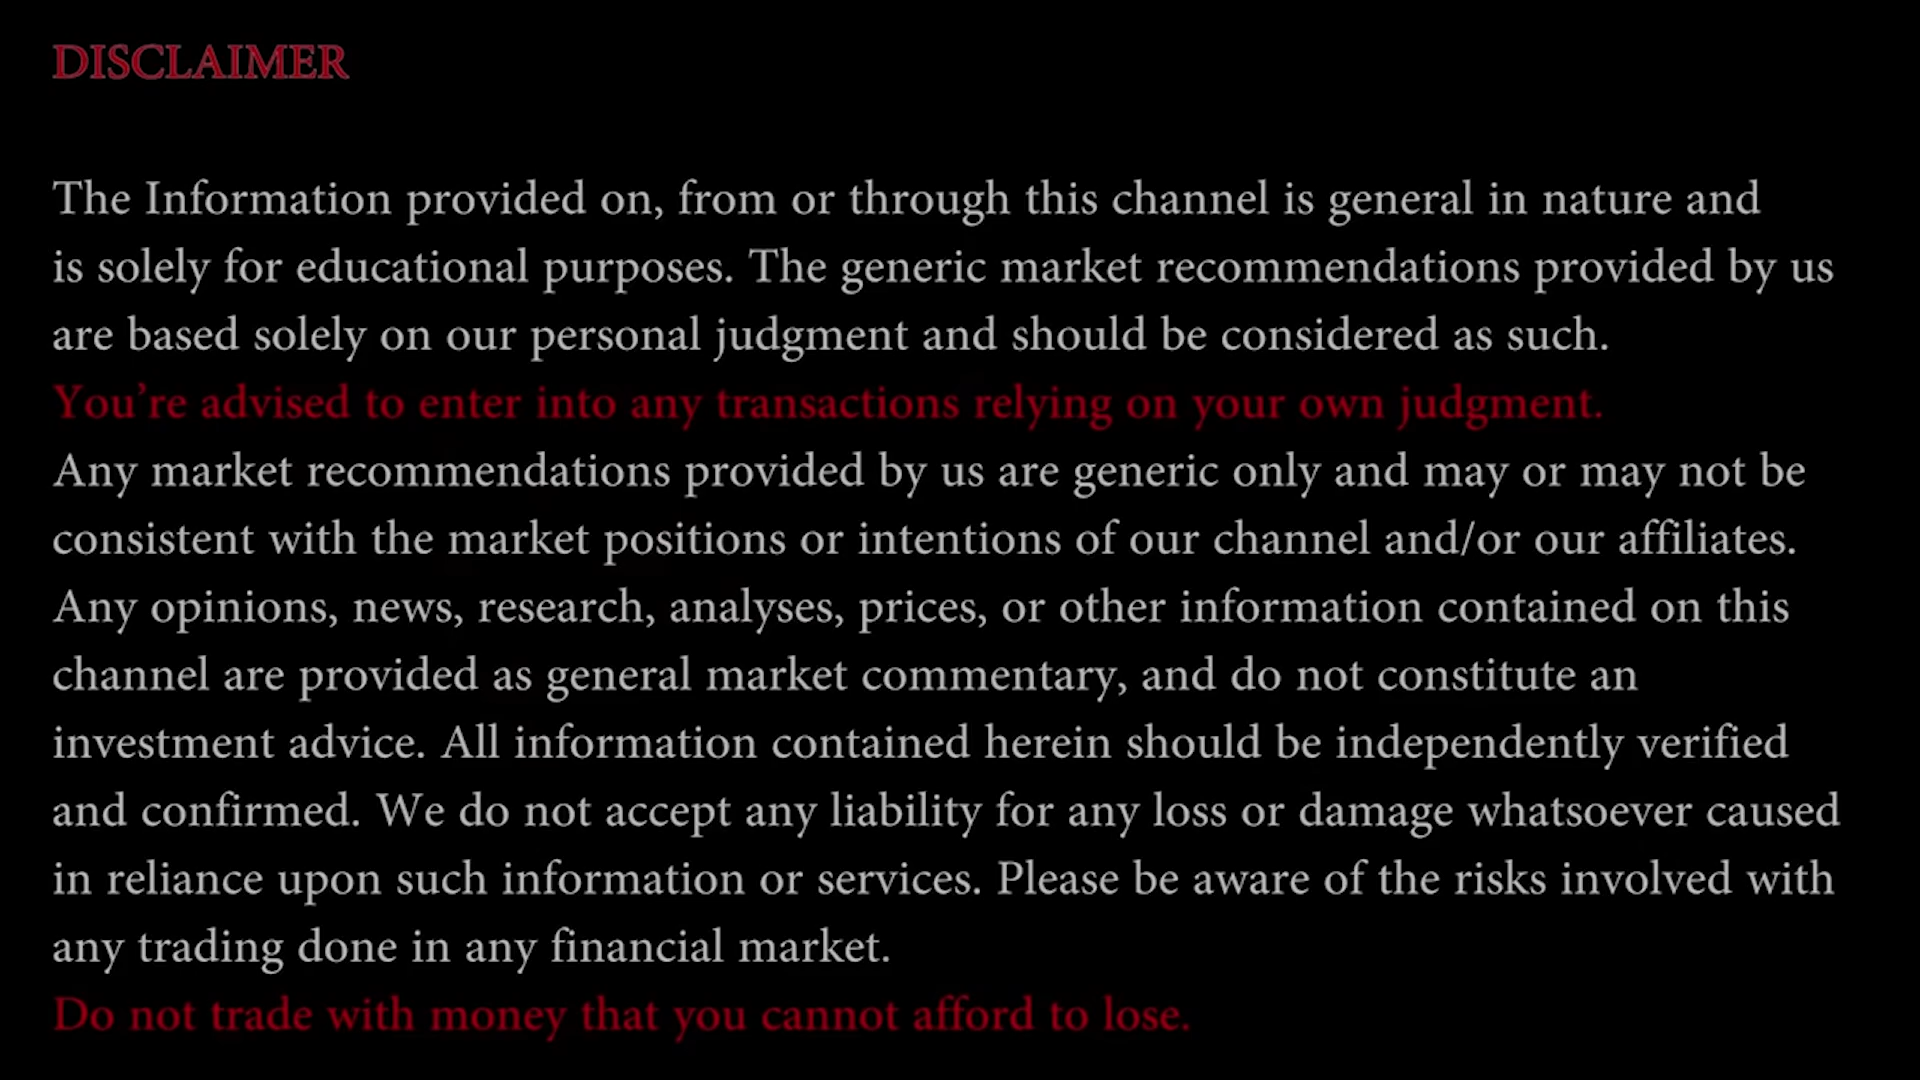 DISCLAIMER
The Information provided on, from or through this channel is general in nature and
is solely for educational purposes. The generic market recommendations provided by us
are based solely on our personal judgment and should be considered as such.
You're advised to enter into any transactions relying on your own judgment.
Any market recommendations provided by us are generic only and may or may not be
consistent with the market positions or intentions of our channel and/or our affiliates.
Any opinions, news, research, analyses, prices, or other information contained on this
channel are provided as general market commentary, and do not constitute an
investment advice. All information contained herein should be independently verified
and confirmed. We do not accept any liability for any loss or damage whatsoever caused
in reliance upon such information or services. Please be aware of the risks involved with
any trading done in any financial market.
Do not trade with money that you cannot afford to lose.